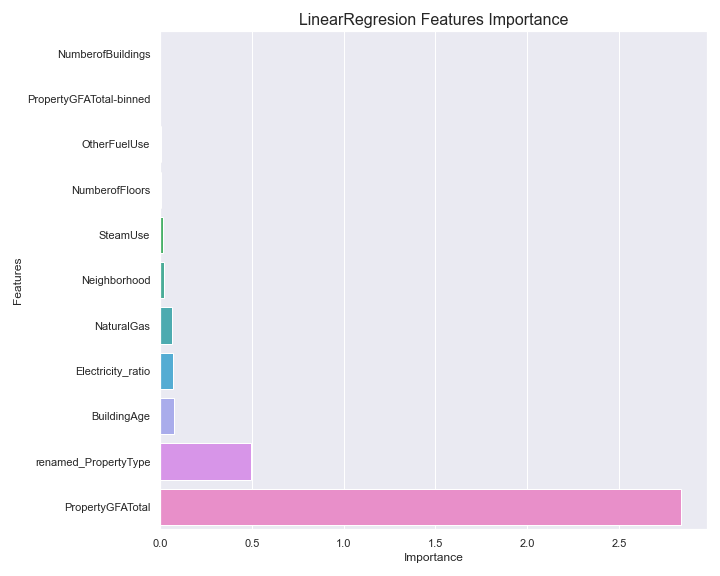 LinearRegresion Features Importance
Features
NumberofBuildings
PropertyGFATotal-binned
OtherFuelUse
NumberofFloors
SteamUse
Neighborhood
NaturalGas
Electricity_ratio
BuildingAge
renamed_PropertyType
PropertyGFATotal
0.0 0.5 1.0 1.5 2.0 2.5
Importance